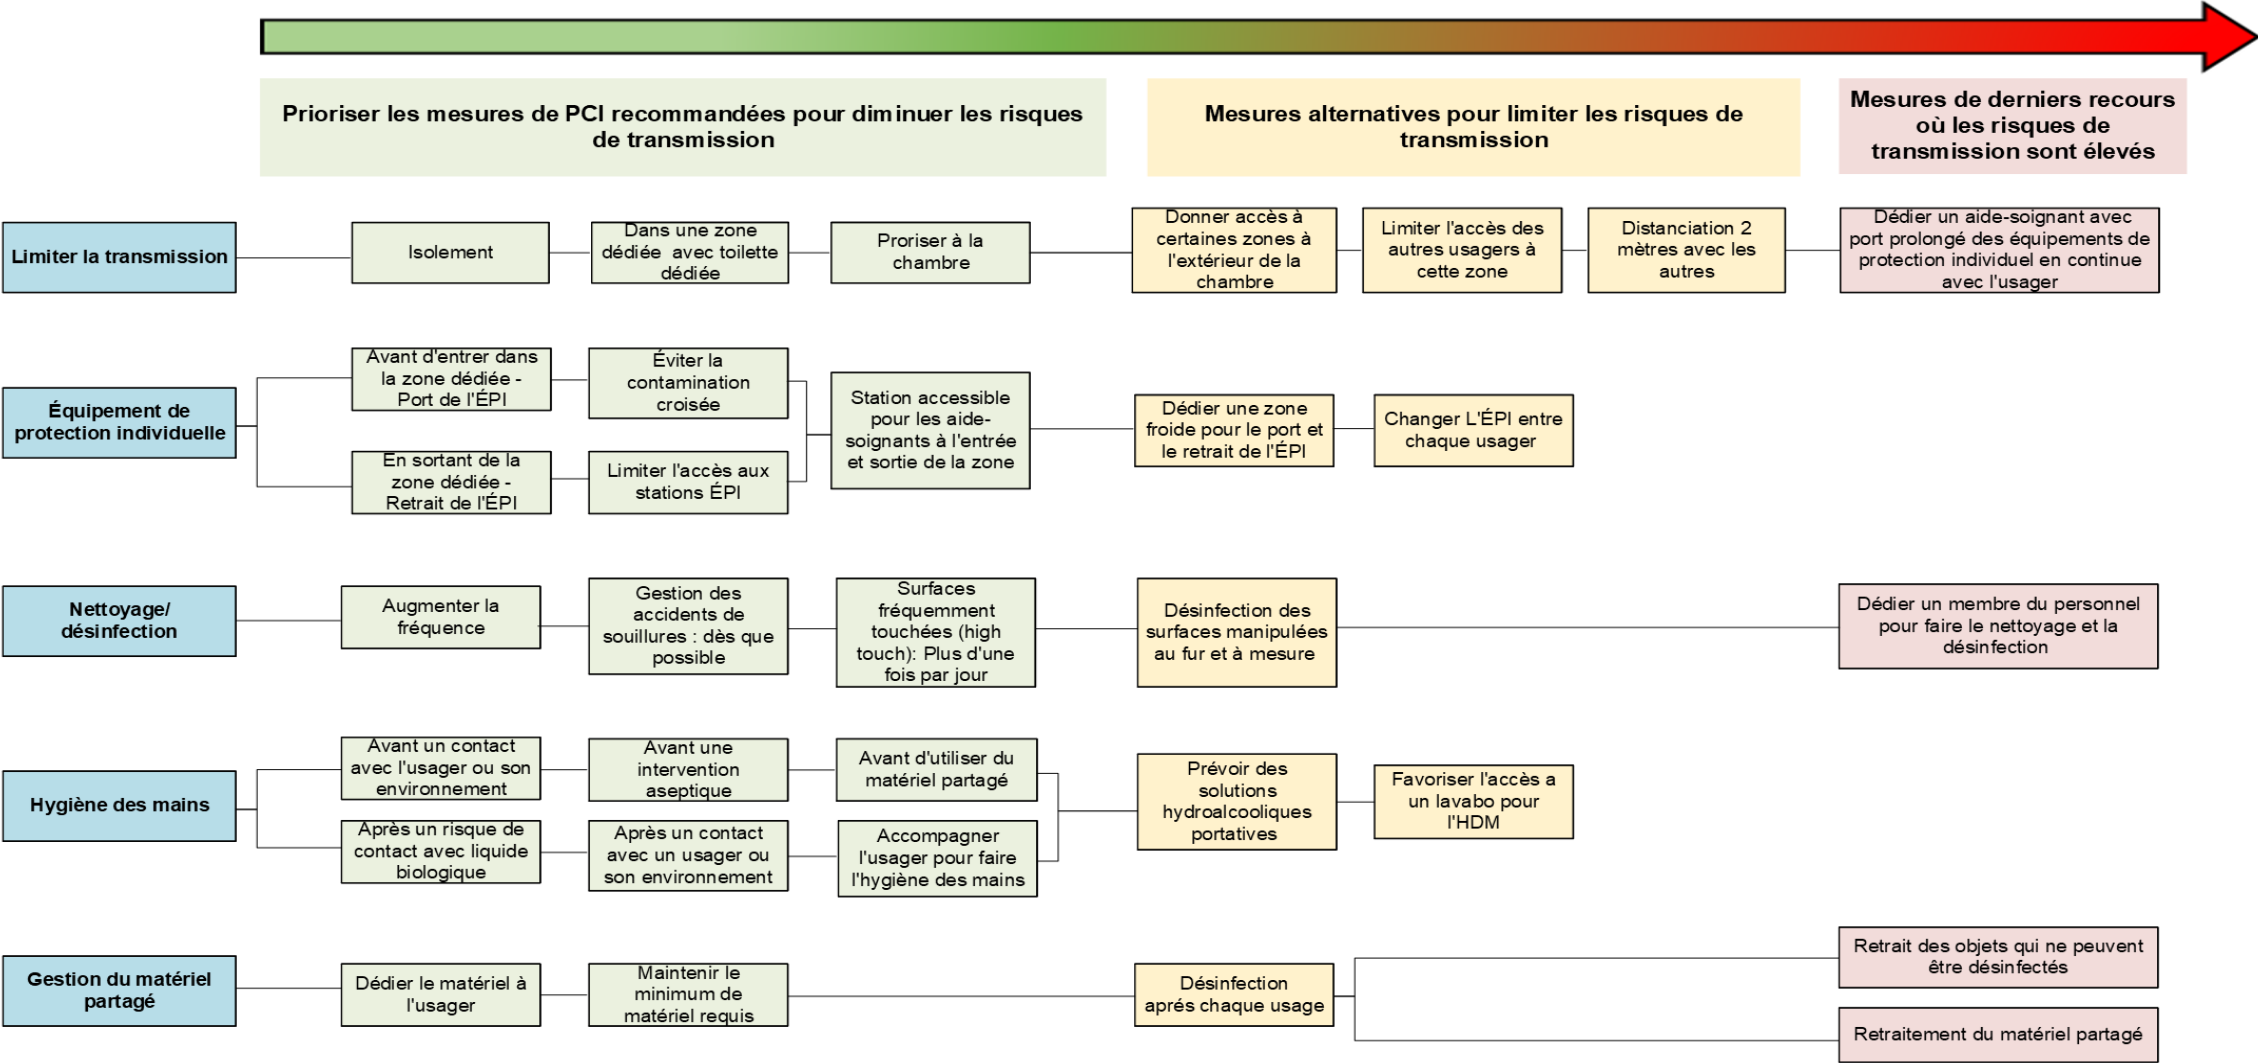 Prioriser les mesures de PCI recommandées pour diminuer les risques
de transmission
Mesures alternatives pour limiter les risques de
transmission
Mesures de derniers recours
où les risques de
transmission sont élevés
Limiter la transmission
Isolement
Dans une zone
dédiée avec toilette
dédiée
Proriser à la
chambre
Donner accès à
certaines zones à
l'extérieur de la
chambre
Limiter l'accès des
autres usagers à
cette zone
Distanciation 2
mètres avec les
autres
Dédier un aide-soignant avec
port prolongé des équipements de
protection individuel en continue
avec l'usager
Équipement de
protection individuelle
Avant d'entrer dans
la zone dédiée -
Port de l'ÉPI
Éviter la
contamination
croisée
En sortant de la
zone dédiée -
Retrait de l'ÉPI
Limiter l'accès aux
stations ÉPI
Station accessible
pour les aide-
soignants à l'entrée
et sortie de la zone
Dédier une zone
froide pour le port et
le retrait de l'ÉPI
Changer L'ÉPI entre
chaque usager
Nettoyage/
désinfection
Augmenter la
fréquence
Gestion des
accidents de
souillures : dès que
possible
Surfaces
fréquemment
touchées (high
touch): Plus d'une
fois par jour
Désinfection des
surfaces manipulées
au fur et à mesure
Dédier un membre du personnel
pour faire le nettoyage et la
désinfection
Hygiène des mains
Avant un contact
avec l'usager ou son
environnement
Avant une
intervention
aseptique
Avant d'utiliser du
matériel partagé
Après un risque de
contact avec liquide
biologique
Après un contact
avec un usager ou
son environnement
Accompagner
l'usager pour faire
l'hygiène des mains
Prévoir des
solutions
hydroalcooliques
portatives
Favoriser l'accès a
un lavabo pour
l'HDM
Gestion du matériel
partagé
Dédier le matériel à
l'usager
Maintenir le
minimum de
matériel requis
Désinfection
aprés chaque usage
Retrait des objets qui ne peuvent
être désinfectés
Retraitement du matériel partagé